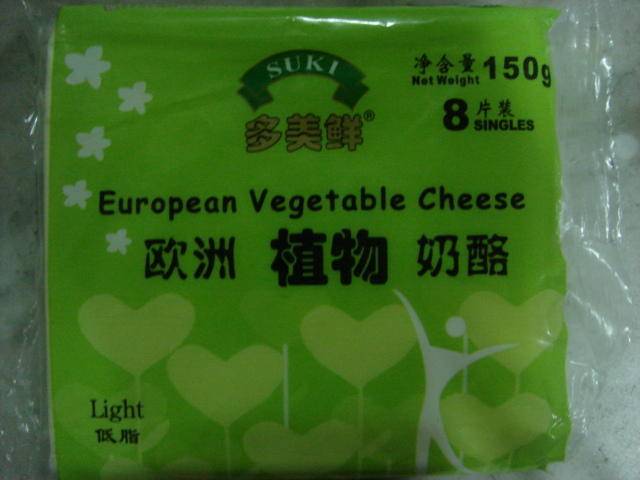 SUKI
多美鲜®
净含量 150g
Net Weight
8 片装
SINGLES
European Vegetable Cheese
欧洲 植物 奶酪
Light
低脂